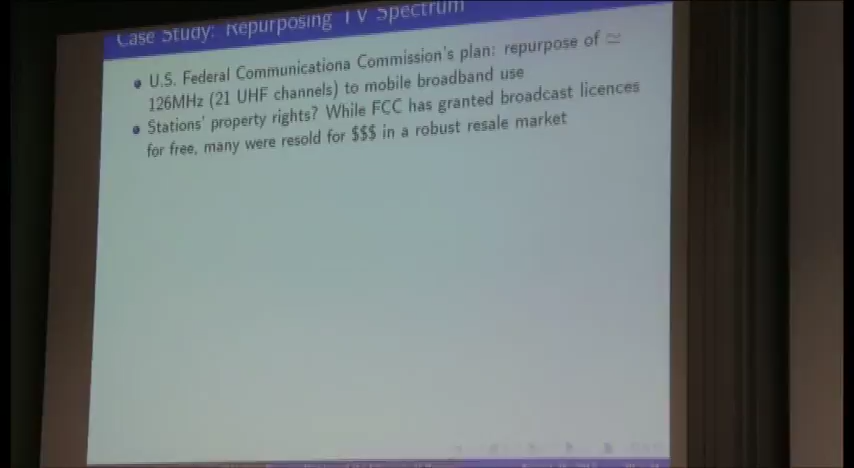 Case Study: Repurposing TV Spectrum
• U.S. Federal Communicationa Commission's plan: repurpose of ≃
126MHz (21 UHF channels) to mobile broadband use
• Stations' property rights? While FCC has granted broadcast licences
for free, many were resold for $$$ in a robust resale market